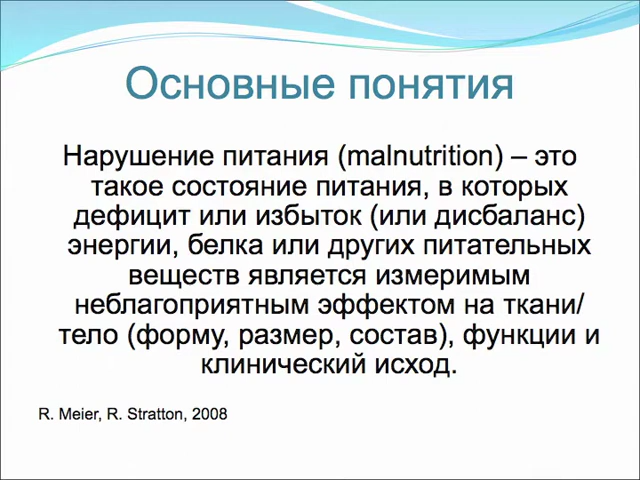 Основные понятия
Нарушение питания (malnutrition) – это
такое состояние питания, в которых
дефицит или избыток (или дисбаланс)
энергии, белка или других питательных
веществ является измеримым
неблагоприятным эффектом на ткани/
тело (форму, размер, состав), функции и
клинический исход.
R. Meier, R. Stratton, 2008